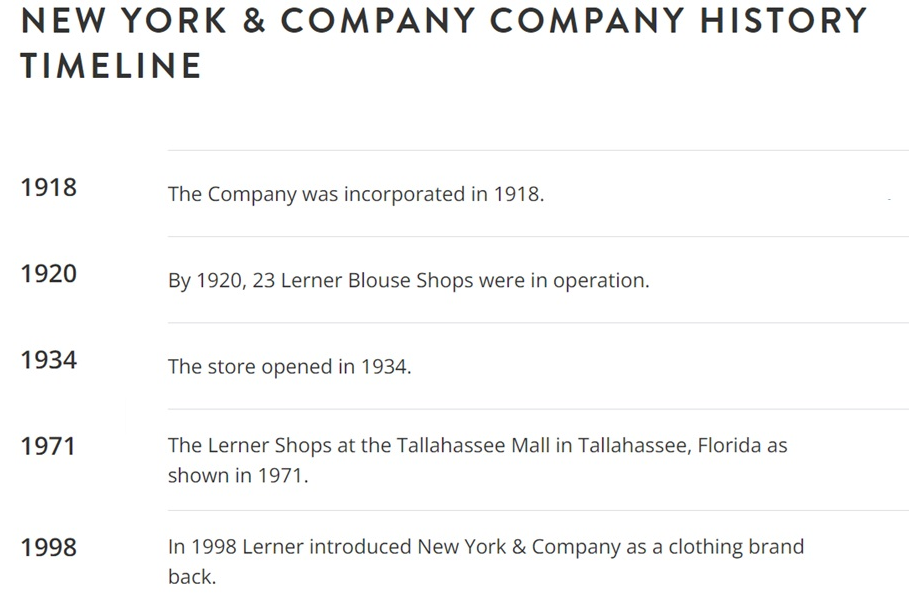 NEW YORK & COMPANY COMPANY HISTORY
TIMELINE
1918
The Company was incorporated in 1918.
1920
By 1920, 23 Lerner Blouse Shops were in operation.
1934
The store opened in 1934.
1971
The Lerner Shops at the Tallahassee Mall in Tallahassee, Florida as
shown in 1971.
1998
In 1998 Lerner introduced New York & Company as a clothing brand
back.